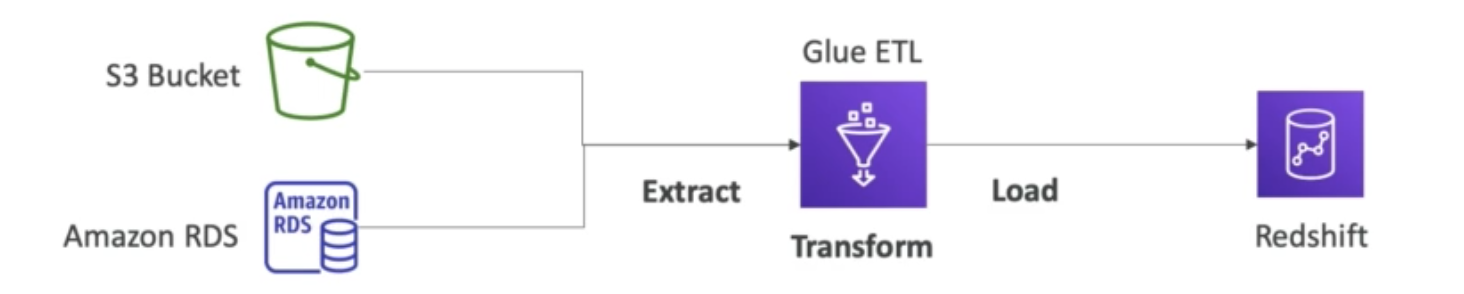 S3 Bucket
Amazon
RDS
Amazon RDS
Extract
Glue ETL
Transform
Load
Redshift